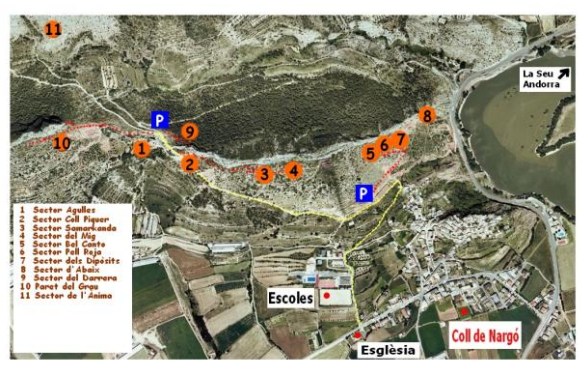 11
La Seu
Andorra
8
P
9
10
1
2
3
4
5
6
7
P
1 Sector Agulles
2 Sector Coll Piquer
3 Sector Samarkanda
4 Sector del Mig
5 Sector Bel Canto
6 Sector Pell Roja
7 Sector dels Dipòsits
8 Sector d'Abaix
9 Sector del Darrera
10 Paret del Grau
11 Sector de l'Anima
Escoles
Esglèsia
Coll de Nargó